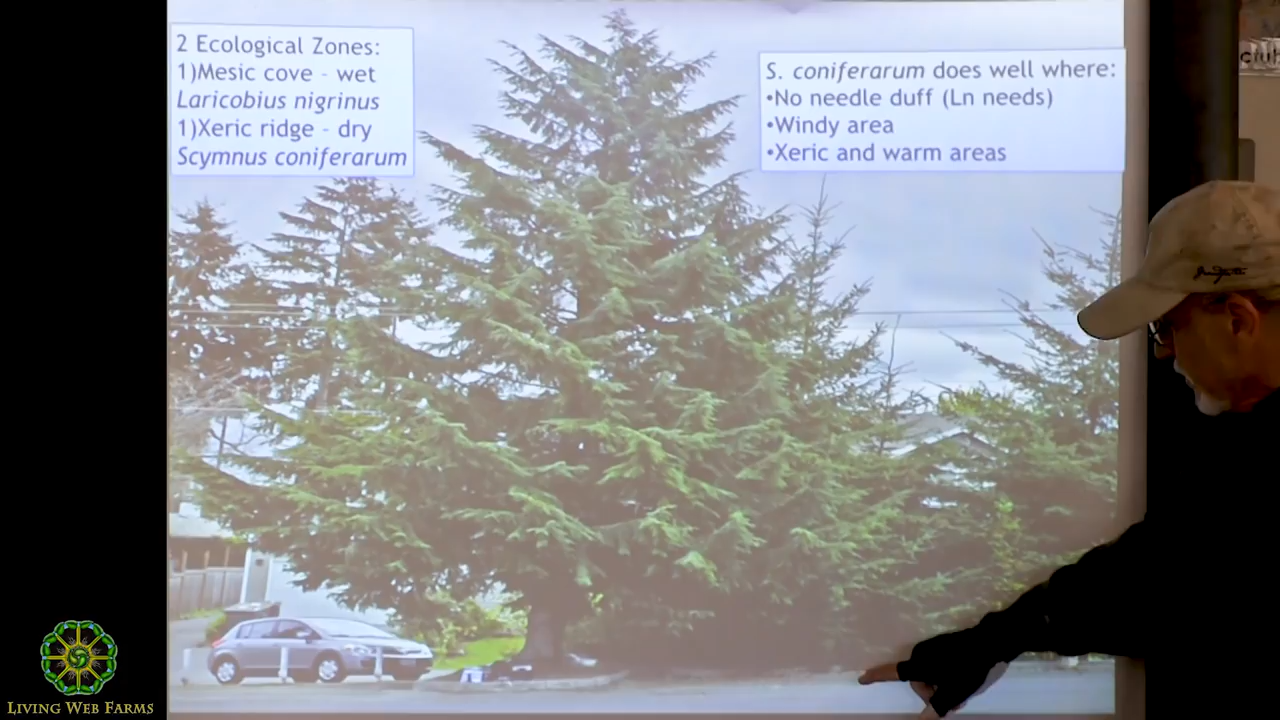 2 Ecological Zones:
1)Mesic cove - wet
Laricobius nigrinus
1)Xeric ridge - dry
Scymnus coniferarum
S. coniferarum does well where:
•No needle duff (Ln needs)
•Windy area
•Xeric and warm areas
LIVING WEB FARMS